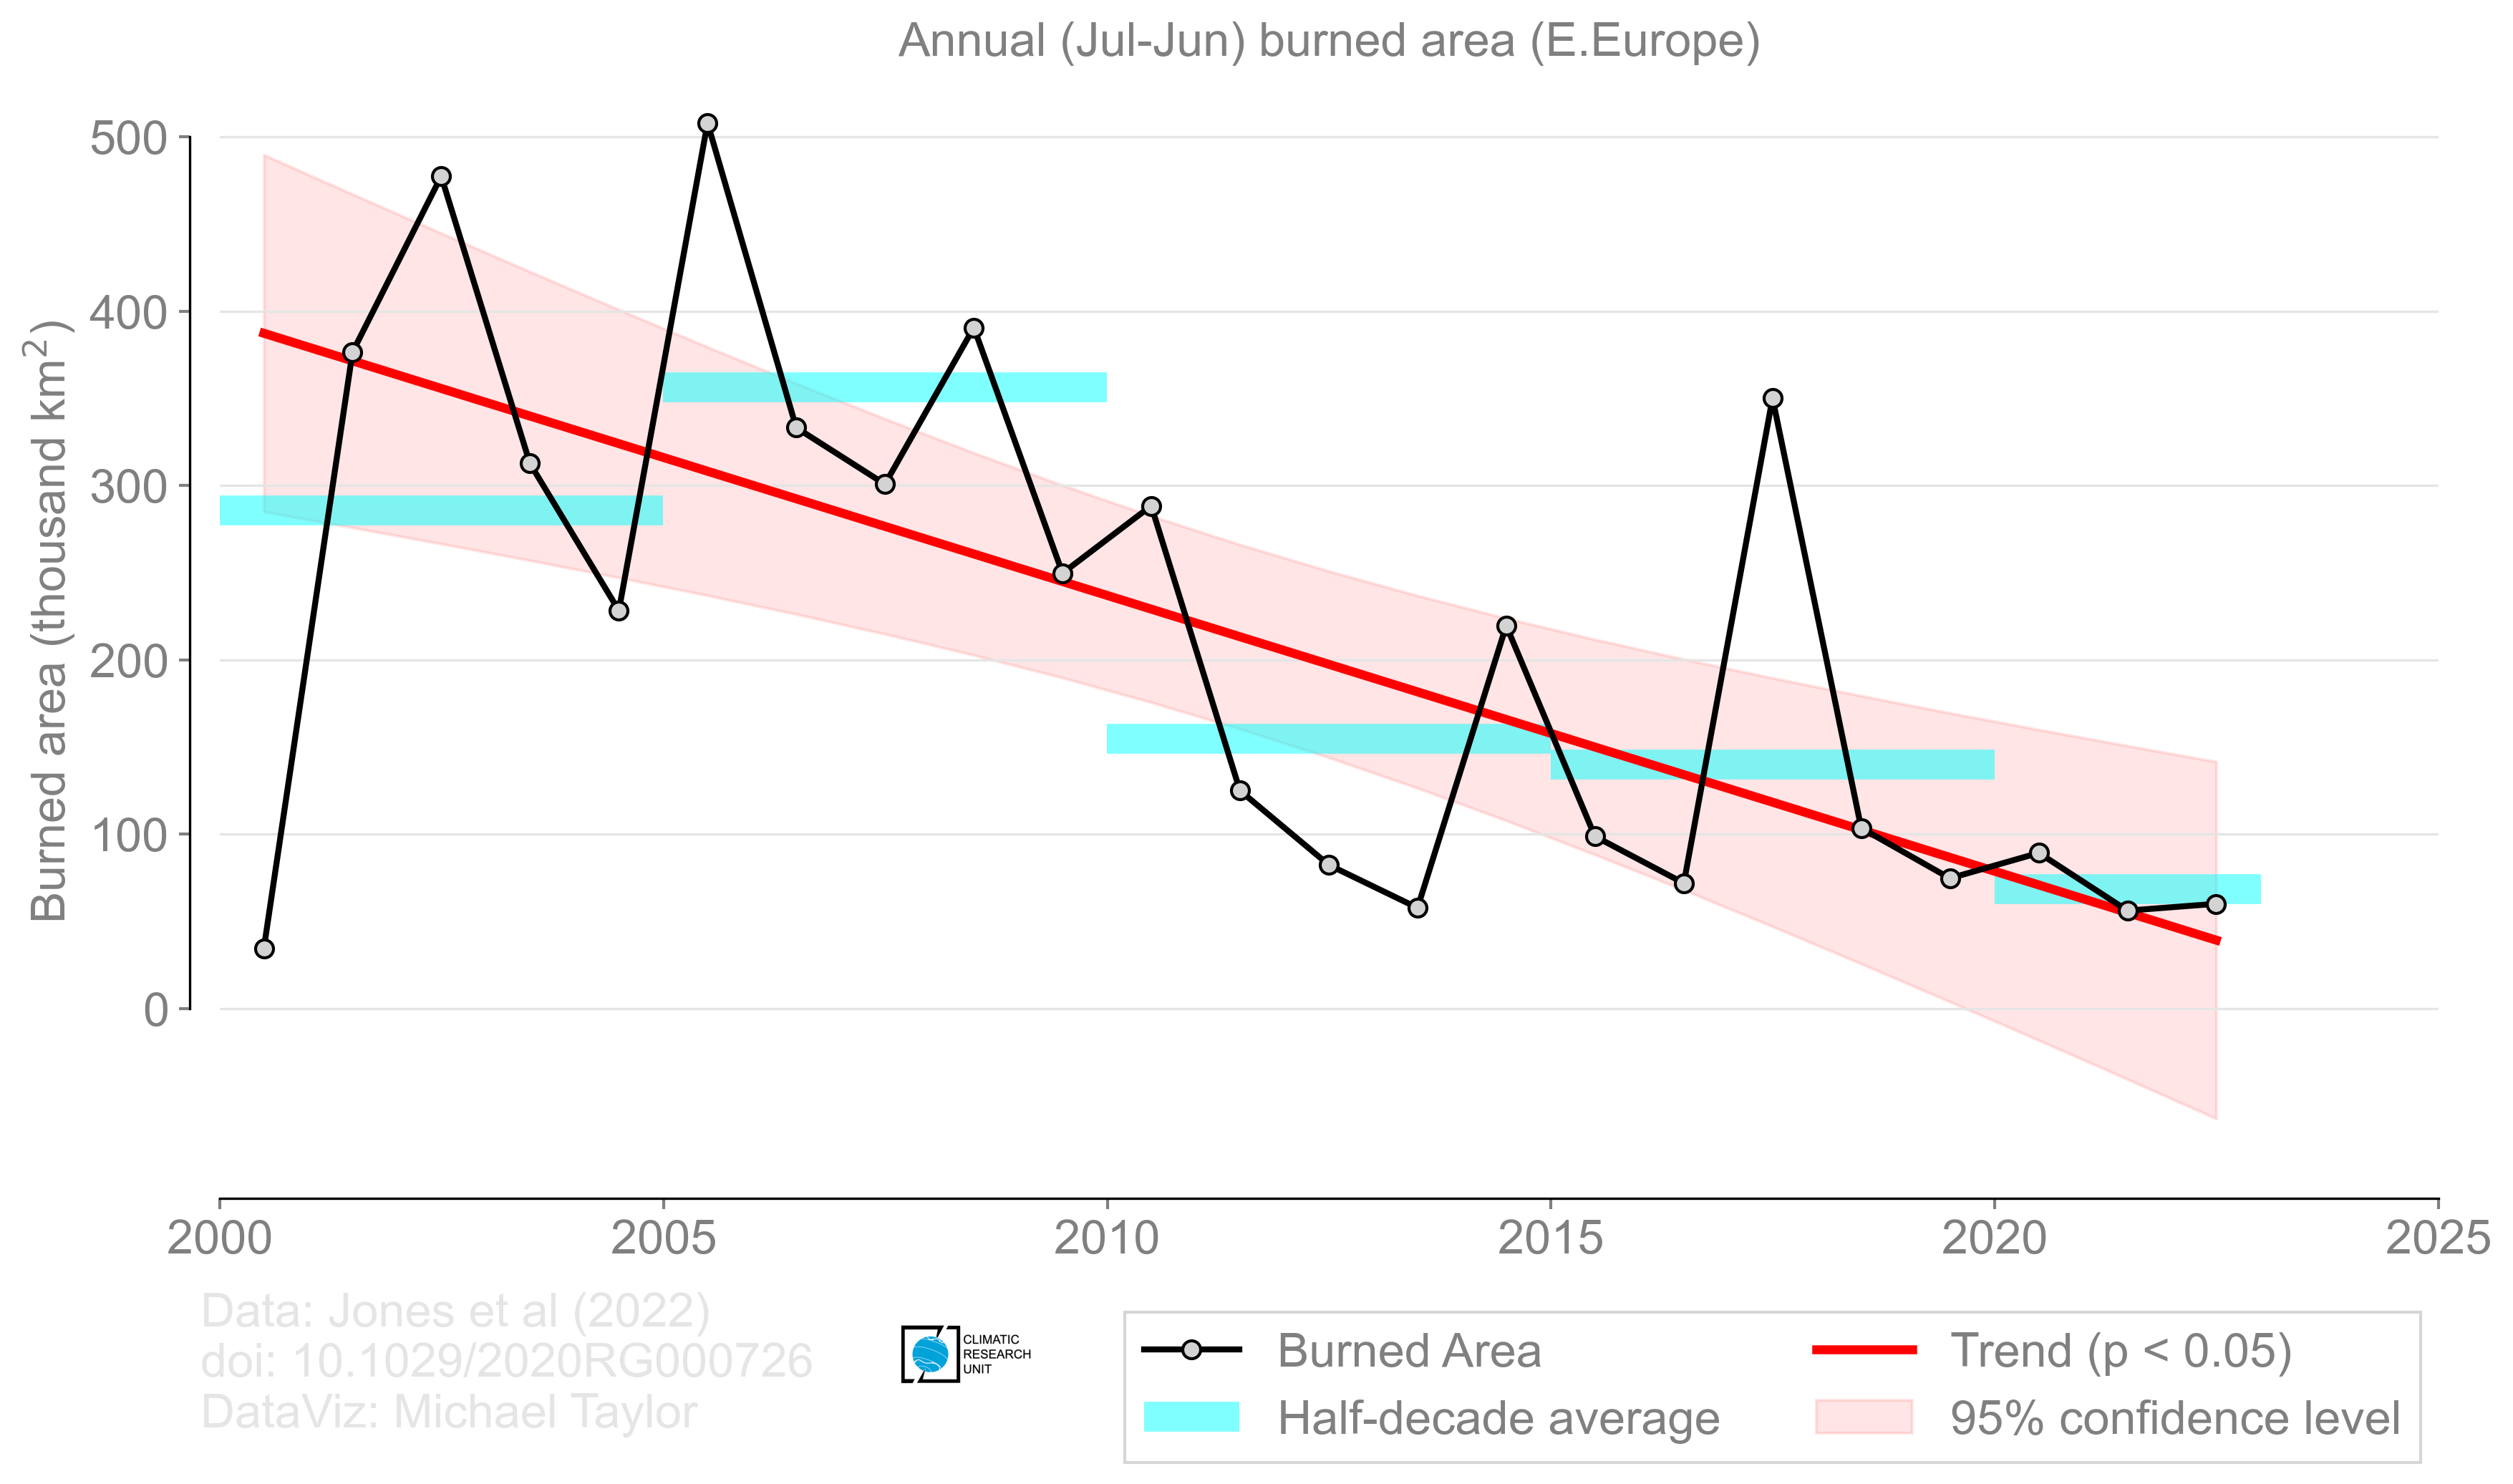 Annual (Jul-Jun) burned area (E.Europe)
Burned area (thousand km²)
500
400
300
200
100
0
2000 2005 2010 2015 2020 2025
Data: Jones et al (2022)
doi: 10.1029/2020RG000726
DataViz: Michael Taylor
CLIMATIC
RESEARCH
UNIT
Burned Area
Half-decade average
Trend (p < 0.05)
95% confidence level